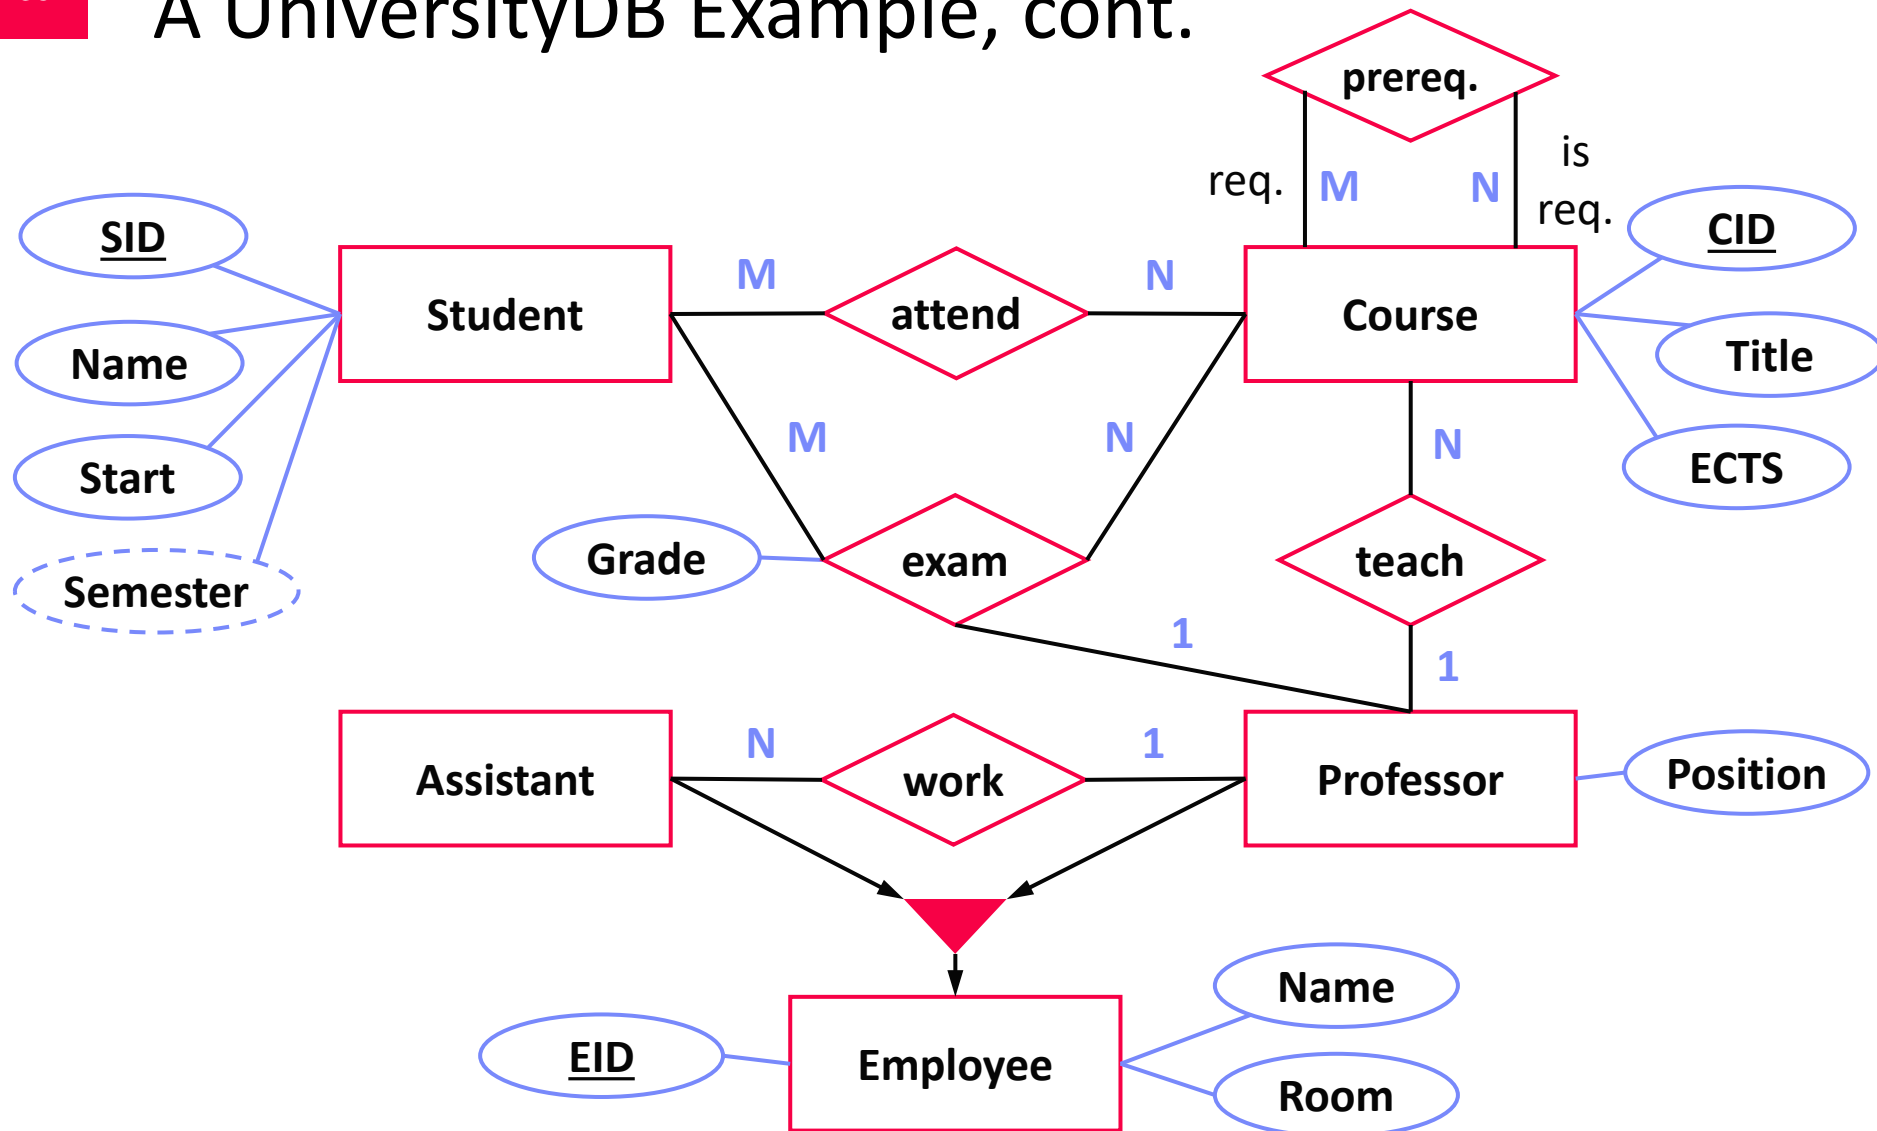 A UniversityDB Example, cont.
prereq.
req.
M
N
is
req.
SID
Name
Start
Semester
Student
M
attend
N
Course
CID
Title
ECTS
M
N
N
Grade
exam
teach
1
1
Assistant
N
work
1
Professor
Position
EID
Employee
Name
Room